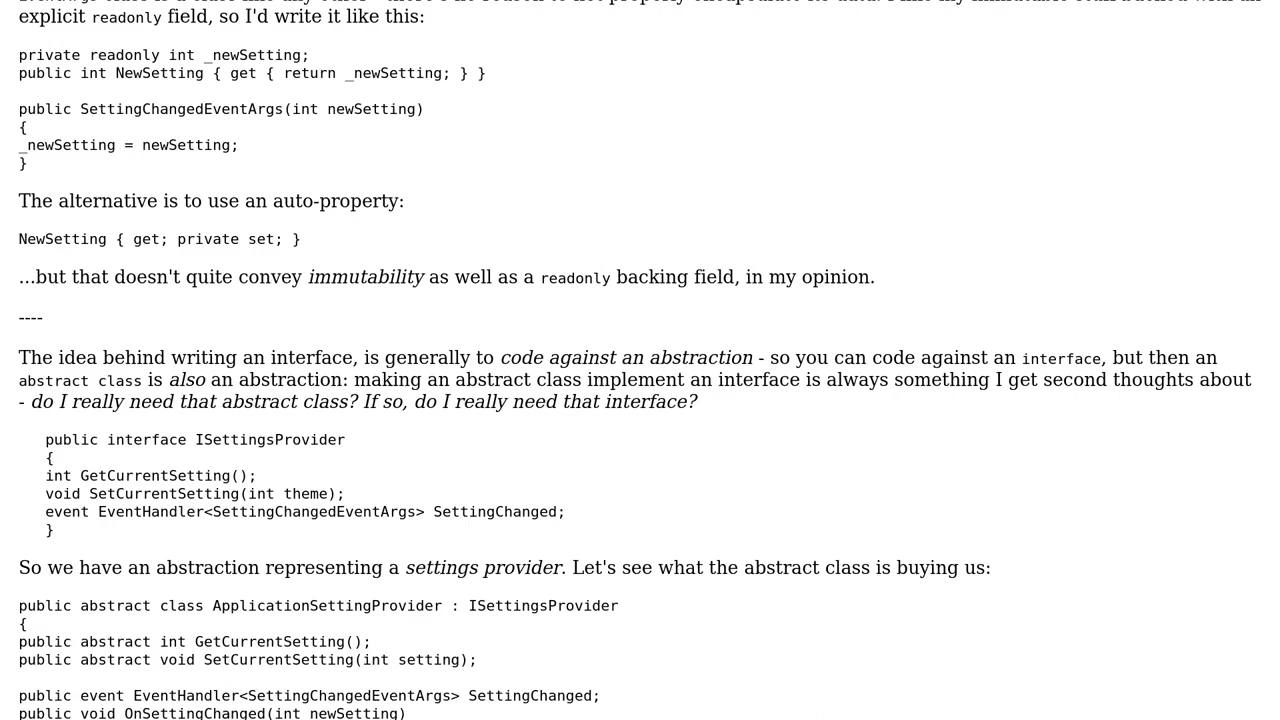 explicit readonly field, so I'd write it like this:
private readonly int _newSetting;
public int NewSetting { get { return _newSetting; } }
public SettingChangedEventArgs(int newSetting)
{
_newSetting = newSetting;
}
The alternative is to use an auto-property:
NewSetting { get; private set; }
...but that doesn't quite convey immutability as well as a readonly backing field, in my opinion.
----
The idea behind writing an interface, is generally to code against an abstraction - so you can code against an interface, but then an
abstract class is also an abstraction: making an abstract class implement an interface is always something I get second thoughts about
- do I really need that abstract class? If so, do I really need that interface?
public interface ISettingsProvider
{
int GetCurrentSetting();
void SetCurrentSetting(int theme);
event EventHandler<SettingChangedEventArgs> SettingChanged;
}
So we have an abstraction representing a settings provider. Let's see what the abstract class is buying us:
public abstract class ApplicationSettingProvider : ISettingsProvider
{
public abstract int GetCurrentSetting();
public abstract void SetCurrentSetting(int setting);
public event EventHandler<SettingChangedEventArgs> SettingChanged;
public void OnSettingChanged(int newSetting)